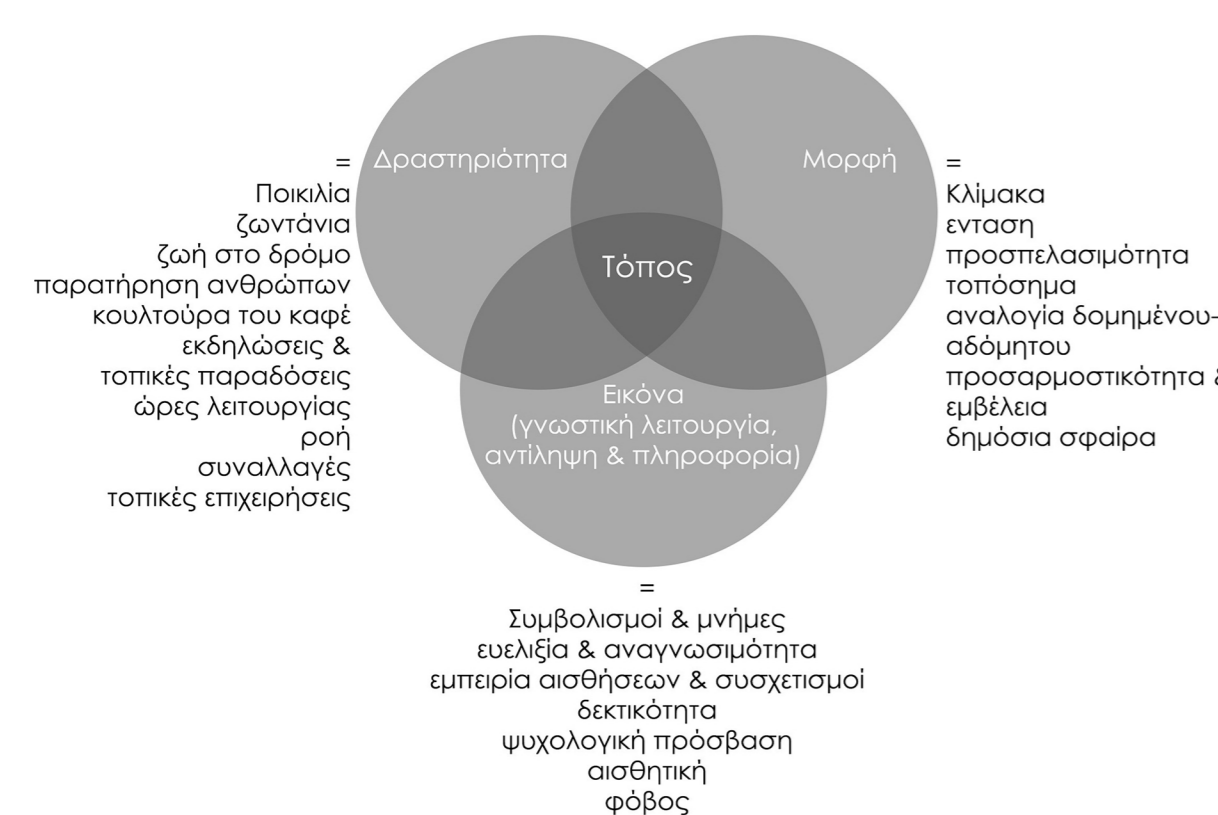 =
Δραστηριότητα
Ποικιλία
ζωντάνια
ζωή στο δρόμο
παρατήρηση ανθρώπων
κουλτούρα του καφέ
εκδηλώσεις &
τοπικές παραδόσεις
ώρες λειτουργίας
ροή
συναλλαγές
τοπικές επιχειρήσεις
Μορφή
=
Κλίμακα
ενταση
προσπελασιμότητα
τοπόσημα
αναλογία δομημένου-
αδόμητου
προσαρμοστικότητα &
εμβέλεια
δημόσια σφαίρα
Τόπος
Εικόνα
(γνωστική λειτουργία,
αντίληψη & πληροφορία)
=
Συμβολισμοί & μνήμες
ευελιξία & αναγνωσιμότητα
εμπειρία αισθήσεων & συσχετισμοί
δεκτικότητα
ψυχολογική πρόσβαση
αισθητική
φόβος